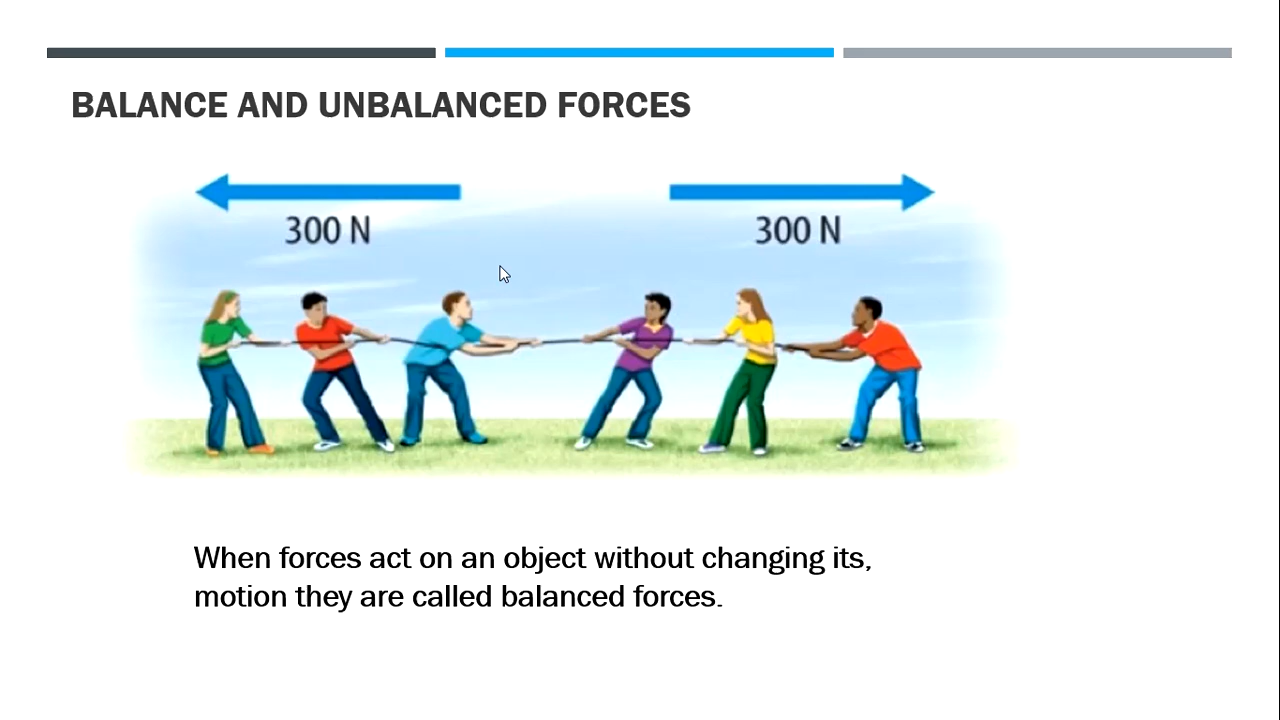 BALANCE AND UNBALANCED FORCES
300 N
300 N
When forces act on an object without changing its,
motion they are called balanced forces.